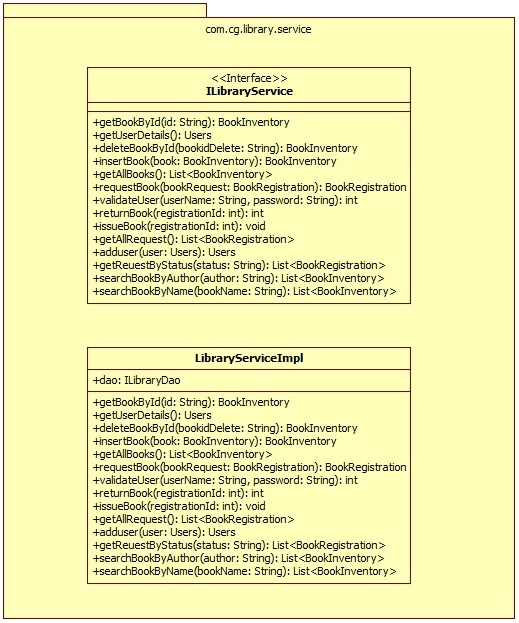 com.cg.library.service
<<Interface>>
ILibraryService
+getBookById(id: String): BookInventory
+getUserDetails(): Users
+deleteBookById(bookidDelete: String): BookInventory
+insertBook(book: BookInventory): BookInventory
+getAllBooks(): List<BookInventory>
+requestBook(bookRequest: BookRegistration): BookRegistration
+validateUser(userName: String, password: String): int
+returnBook(registrationId: int): int
+issueBook(registrationId: int): void
+getAllRequest(): List<BookRegistration>
+adduser(user: Users): Users
+getReuestByStatus(status: String): List<BookRegistration>
+searchBookByAuthor(author: String): List<BookInventory>
+searchBookByName(bookName: String): List<BookInventory>
LibraryServiceImpl
+dao: ILibraryDao
+getBookById(id: String): BookInventory
+getUserDetails(): Users
+deleteBookById(bookidDelete: String): BookInventory
+insertBook(book: BookInventory): BookInventory
+getAllBooks(): List<BookInventory>
+requestBook(bookRequest: BookRegistration): BookRegistration
+validateUser(userName: String, password: String): int
+returnBook(registrationId: int): int
+issueBook(registrationId: int): void
+getAllRequest(): List<BookRegistration>
+adduser(user: Users): Users
+getReuestByStatus(status: String): List<BookRegistration>
+searchBookByAuthor(author: String): List<BookInventory>
+searchBookByName(bookName: String): List<BookInventory>